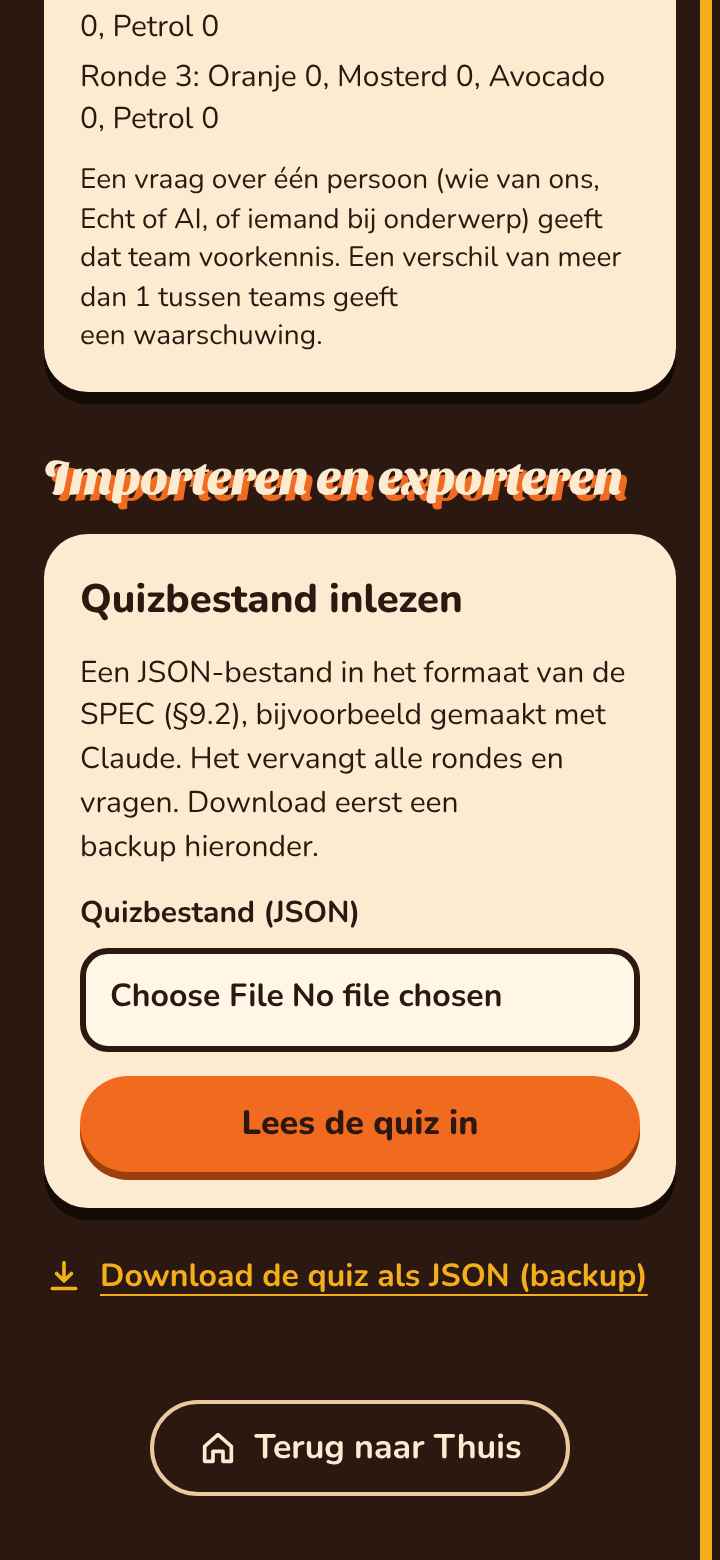 0, Petrol 0
Ronde 3: Oranje 0, Mosterd 0, Avocado
0, Petrol 0
Een vraag over één persoon (wie van ons,
Echt of AI, of iemand bij onderwerp) geeft
dat team voorkennis. Een verschil van meer
dan 1 tussen teams geeft
een waarschuwing.
Importeren en exporteren
Quizbestand inlezen
Een JSON-bestand in het formaat van de
SPEC (§9.2), bijvoorbeeld gemaakt met
Claude. Het vervangt alle rondes en
vragen. Download eerst een
backup hieronder.
Quizbestand (JSON)
Choose File No file chosen
Lees de quiz in
Download de quiz als JSON (backup)
Terug naar Thuis